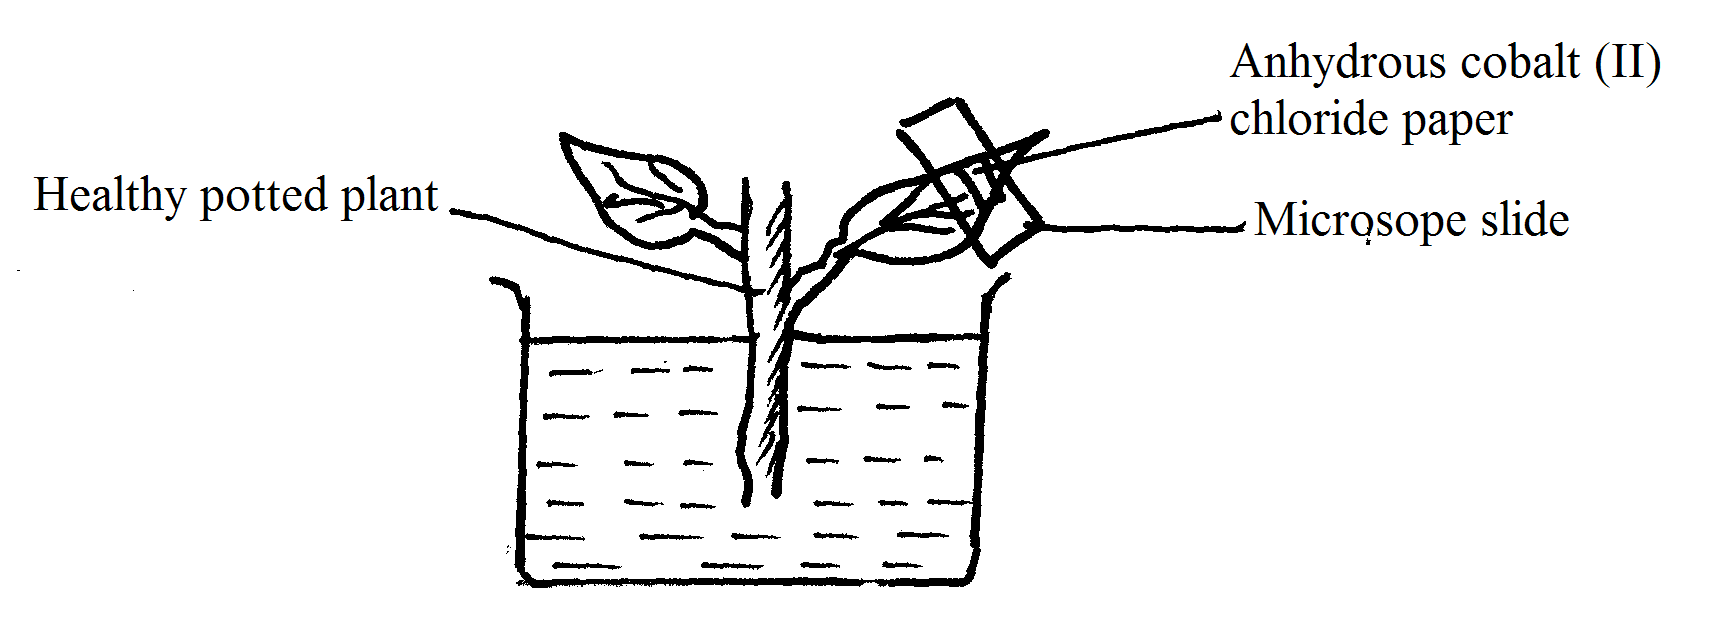 Anhydrous cobalt (II)
chloride paper
Healthy potted plant
Microsope slide